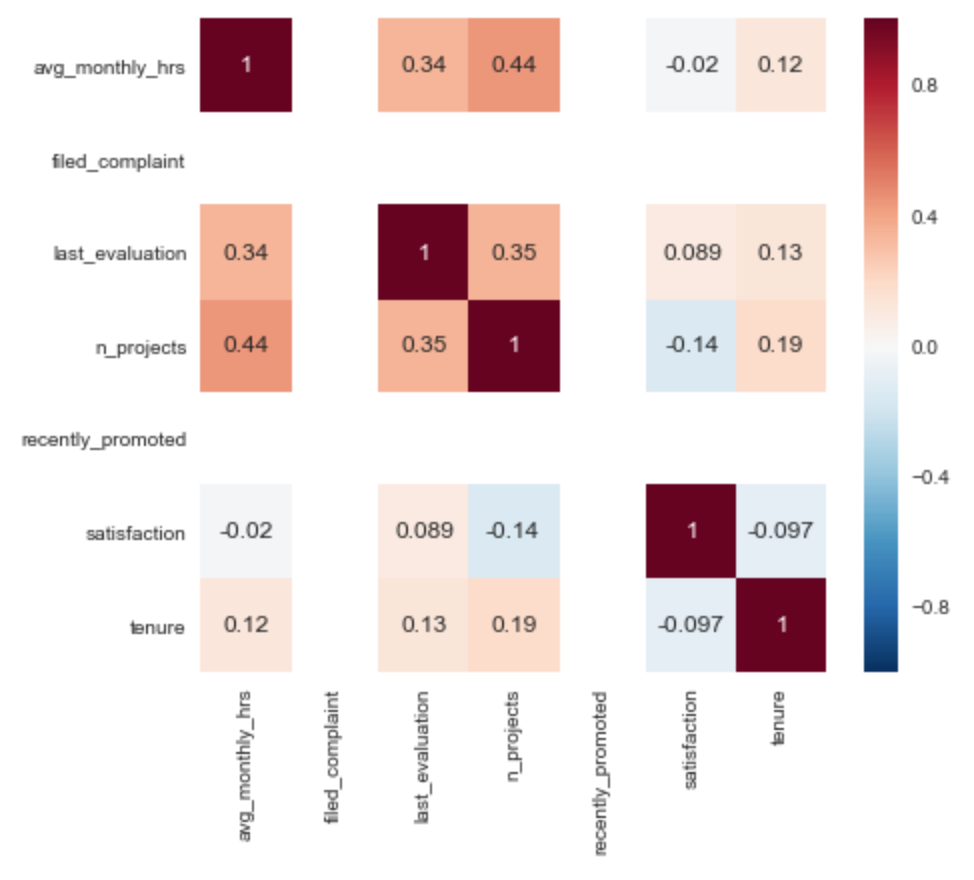 avg_monthly_hrs 1 0.34 0.44 -0.02 0.12
filed_complaint
last_evaluation 0.34 1 0.35 0.089 0.13
n_projects 0.44 0.35 1 -0.14 0.19
recently_promoted
satisfaction -0.02 0.089 -0.14 1 -0.097
tenure 0.12 0.13 0.19 -0.097 1
avg_monthly_hrs
filed_complaint
last_evaluation
n_projects
recently_promoted
satisfaction
tenure
0.8
0.4
0.0
−0.4
−0.8